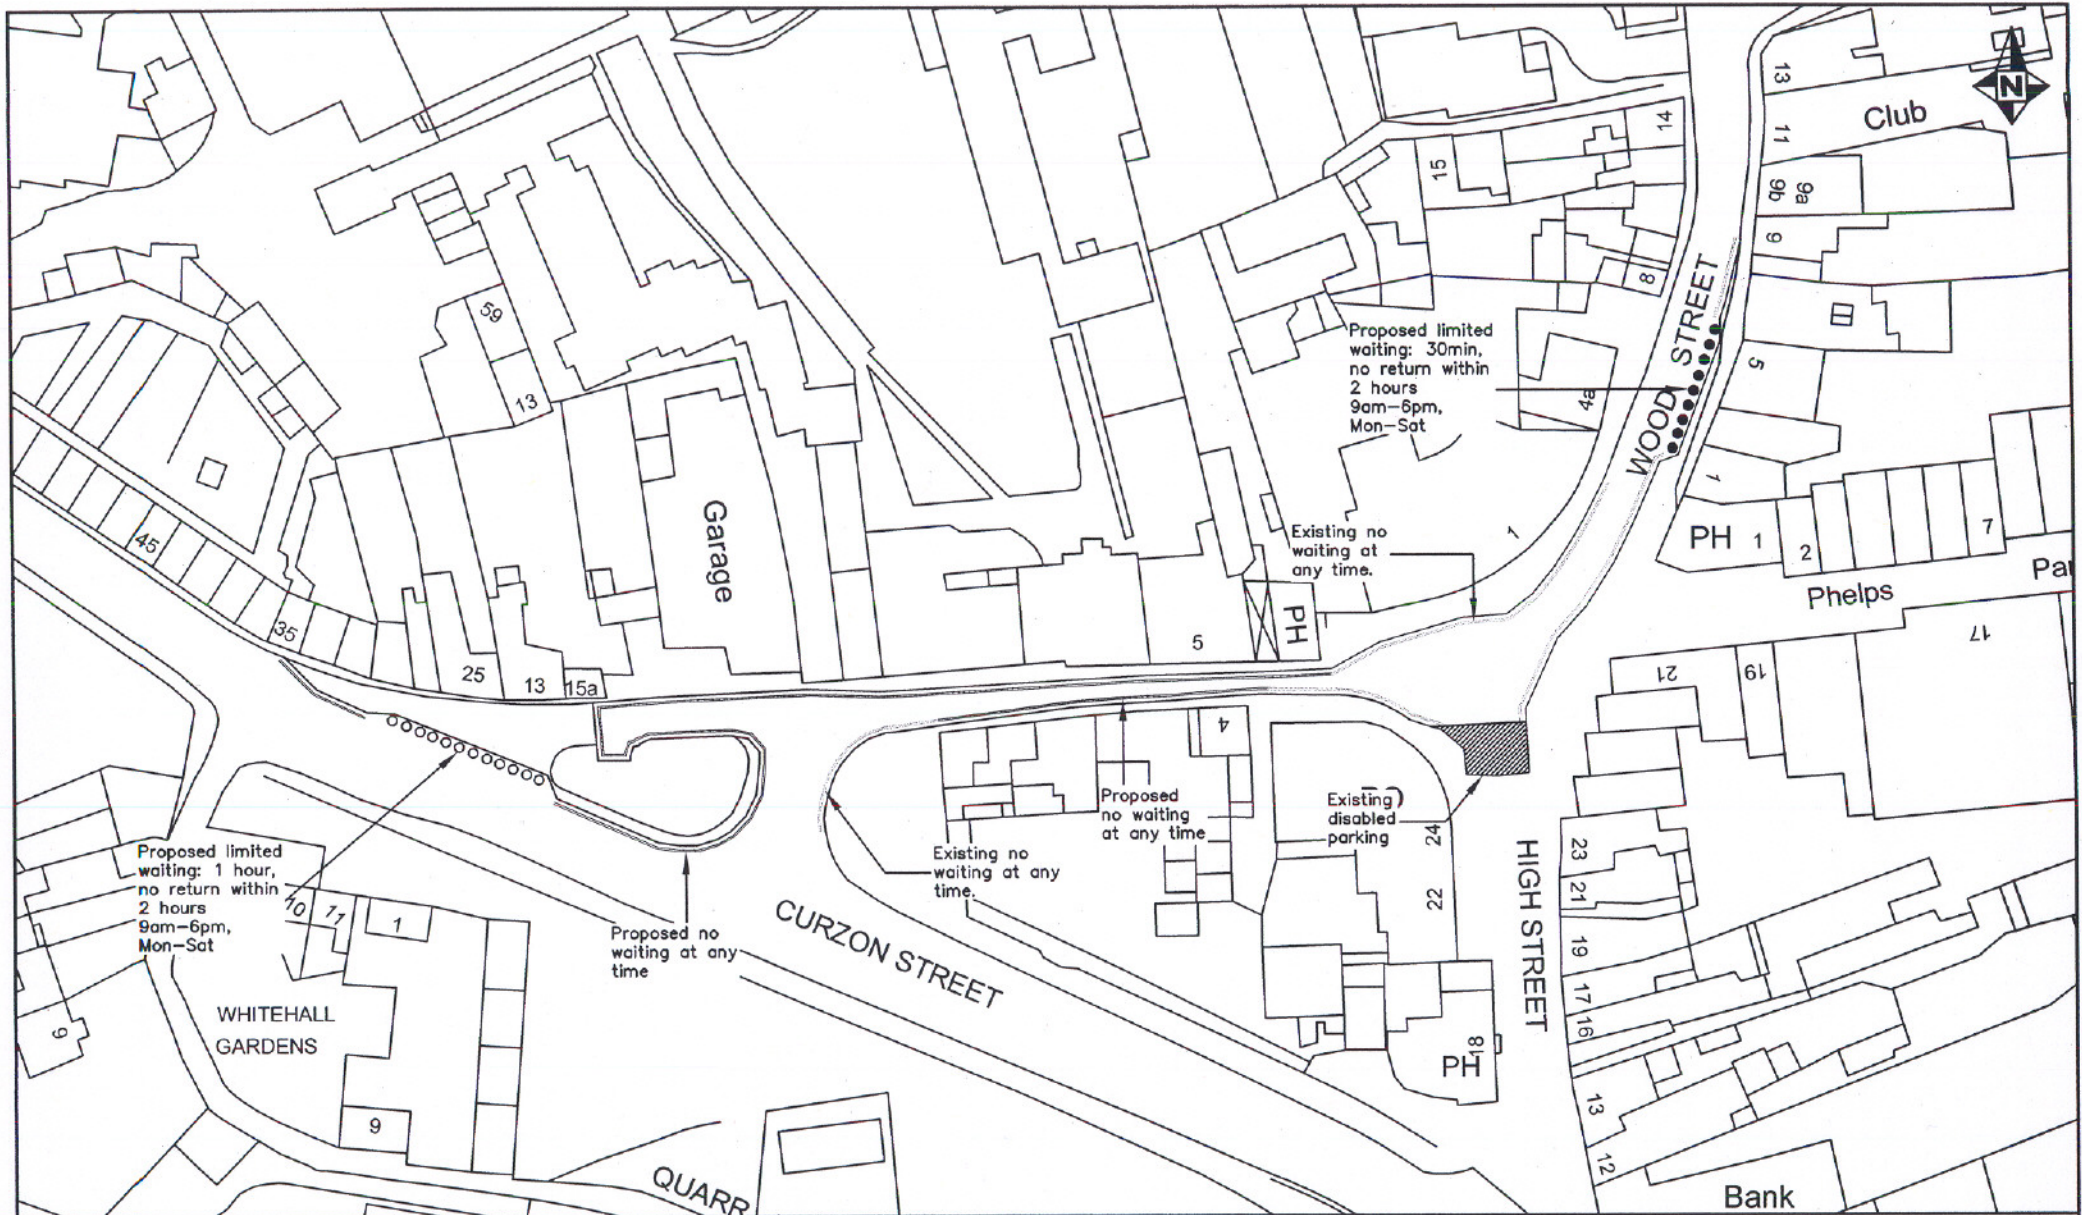 13
N
Club
14
11
15
9b
9a
9
8
59
13
Proposed limited
waiting: 30min,
no return within
2 hours
9am-6pm,
Mon-Sat
WOOD STREET
4a
5
1
45
Garage
Existing no
waiting at
any time.
1
PH
1
2
7
Phelps
35
25
13
15a
5
PH
21
19
17
4
Proposed
no waiting
at any time
Existing
disabled
parking
24
22
Existing no
waiting at any
time.
Proposed limited
waiting: 1 hour,
no return within
2 hours
9am-6pm,
Mon-Sat
10
11
1
Proposed no
waiting at any
time
CURZON STREET
HIGH STREET
23
21
19
17
16
13
12
18
PH
9
WHITEHALL
GARDENS
9
QUARR
Bank